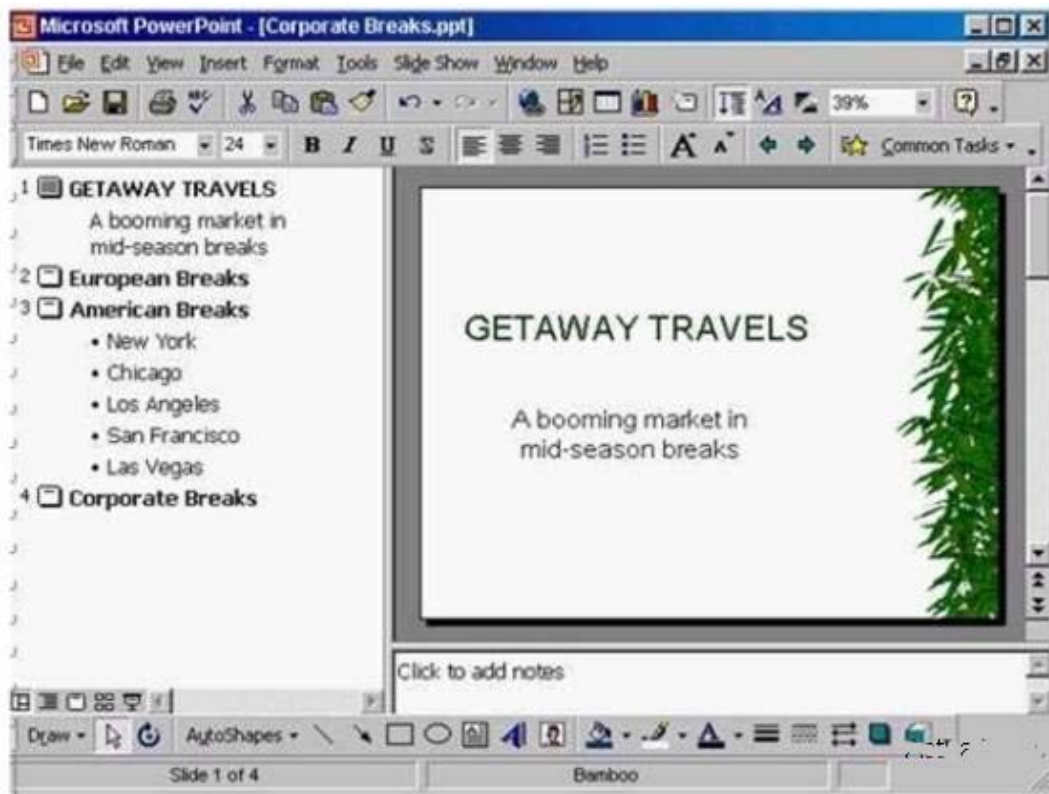 Microsoft PowerPoint - [Corporate Breaks.ppt]
File Edit View Insert Format Tools Slide Show Window Help
39%
Times New Roman 24 B I U S A A Common Tasks
1 GETAWAY TRAVELS
A booming market in
mid-season breaks
2 European Breaks
3 American Breaks
• New York
• Chicago
• Los Angeles
• San Francisco
• Las Vegas
4 Corporate Breaks
GETAWAY TRAVELS
A booming market in
mid-season breaks
Click to add notes
Draw AutoShapes
Slide 1 of 4 Bamboo